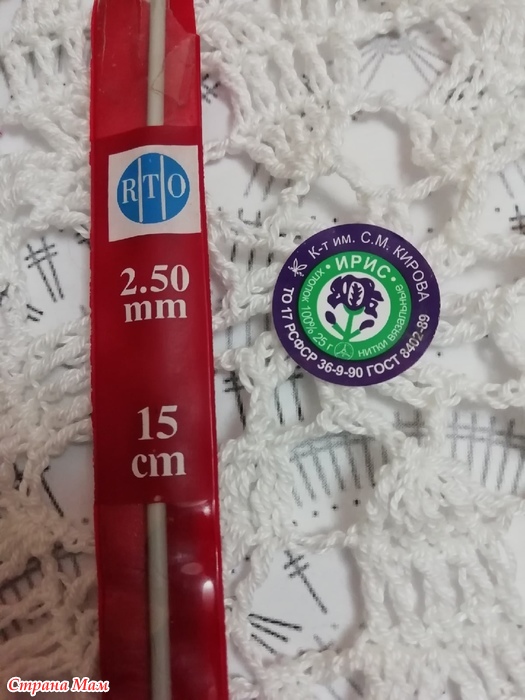 RTO
2.50
mm
15
cm
К-т им. С.М. КИРОВА
• ИРИС •
хлопок 100% 25 г
нитки вязальные
ТО 17 РСФСР 36-9-90 ГОСТ 8402-89
Страна Мам